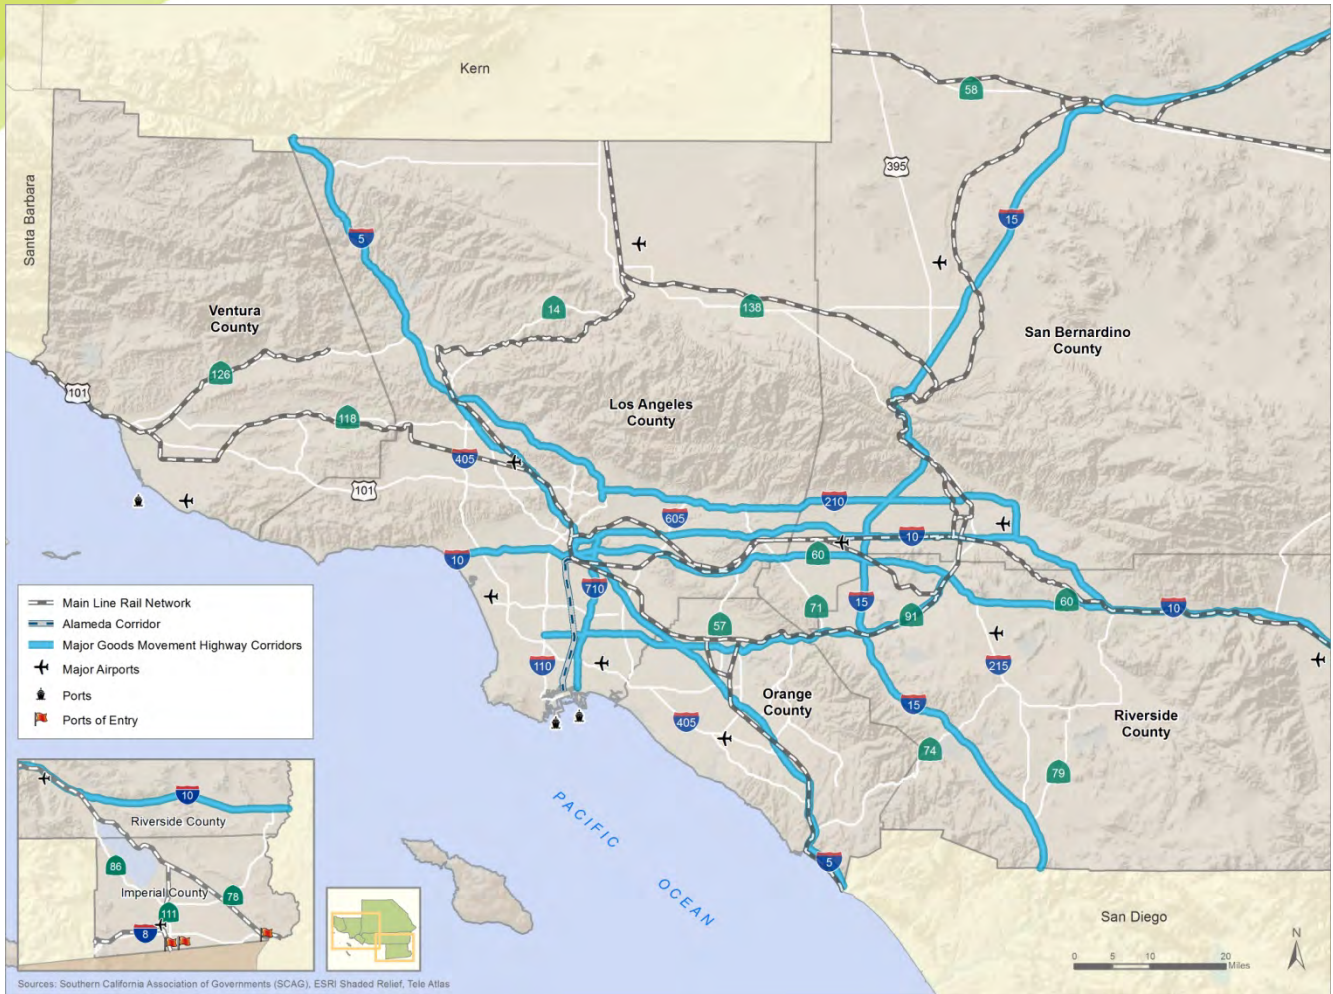 Kern
58
395
Santa Barbara
15
5
14
138
Ventura
County
San Bernardino
County
126
101
Los Angeles
County
118
405
101
210
605
10
10
60
710
15
71
91
60
10
57
110
215
Orange
County
15
405
Riverside
County
74
79
PACIFIC
OCEAN
5
San Diego
Main Line Rail Network
Alameda Corridor
Major Goods Movement Highway Corridors
Major Airports
Ports
Ports of Entry
10
Riverside County
86
Imperial County
78
111
8
N
0 5 10 20
Miles
Sources: Southern California Association of Governments (SCAG), ESRI Shaded Relief, Tele Atlas